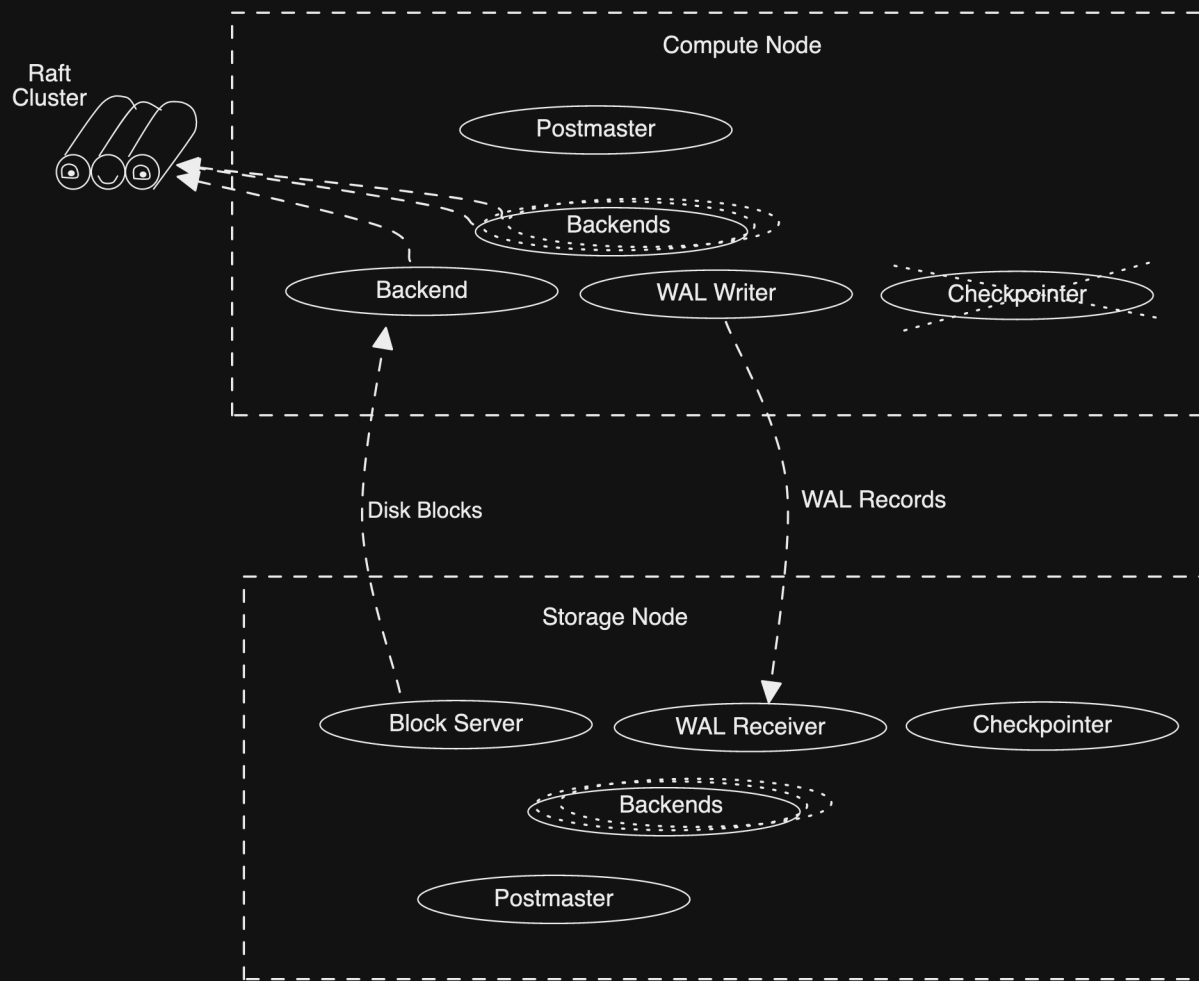 Compute Node
Raft
Cluster
Postmaster
Backends
Backend
WAL Writer
Checkpointer
Disk Blocks
WAL Records
Storage Node
Block Server
WAL Receiver
Checkpointer
Backends
Postmaster